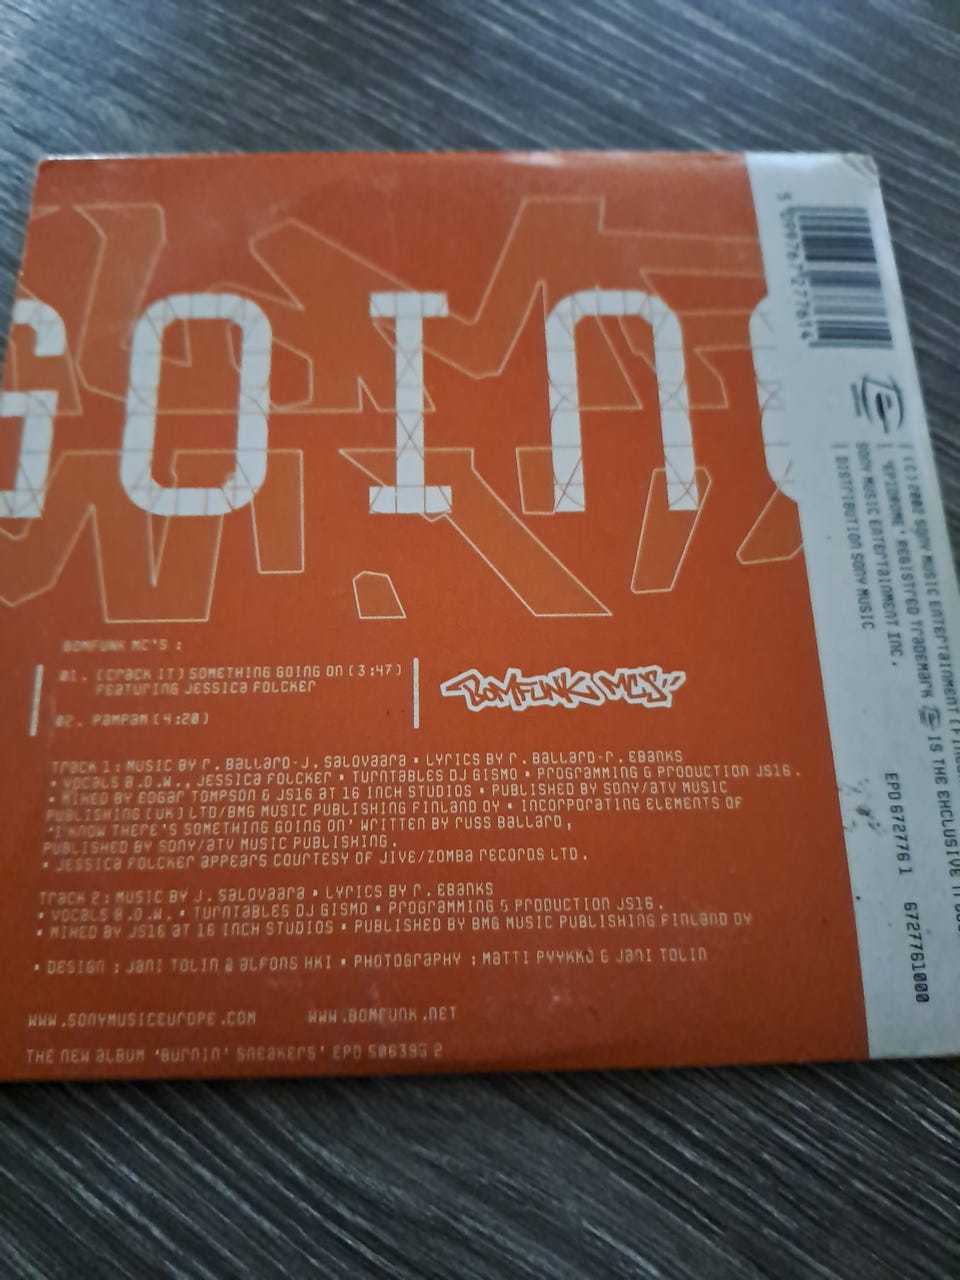 GOING
BOMFUNK MC'S :
01. (CRACK IT) SOMETHING GOING ON (3:47)
FEATURING JESSICA FOLCKER
02. PAMPAM (4:20)
BOMFUNK MC'S
TRACK 1: MUSIC BY R. BALLARD-J. SALOVAARA • LYRICS BY R. BALLARD-R. EBANKS
• VOCALS B.O.W., JESSICA FOLCKER • TURNTABLES DJ GISMO • PROGRAMMING & PRODUCTION JS16.
• MIXED BY EDGAR TOMPSON & JS16 AT 16 INCH STUDIOS • PUBLISHED BY SONY/ATV MUSIC
PUBLISHING (UK) LTD/BMG MUSIC PUBLISHING FINLAND OY • INCORPORATING ELEMENTS OF
'I KNOW THERE'S SOMETHING GOING ON' WRITTEN BY RUSS BALLARD,
PUBLISHED BY SONY/ATV MUSIC PUBLISHING.
• JESSICA FOLCKER APPEARS COURTESY OF JIVE/ZOMBA RECORDS LTD.
TRACK 2: MUSIC BY J. SALOVAARA • LYRICS BY R. EBANKS
• VOCALS B.O.W. • TURNTABLES DJ GISMO • PROGRAMMING & PRODUCTION JS16.
• MIXED BY JS16 AT 16 INCH STUDIOS • PUBLISHED BY BMG MUSIC PUBLISHING FINLAND OY
• DESIGN : JANI TOLIN & ALFONS HKI • PHOTOGRAPHY : MATTI PYYKKÖ & JANI TOLIN
WWW.SONYMUSICEUROPE.COM WWW.BOMFUNK.NET
THE NEW ALBUM 'BURNIN' SNEAKERS' EPD 506395 2
5 099767 277614
(C) 2002 SONY MUSIC ENTERTAINMENT
'EPIDROME' REGISTRED TRADEMARK IS THE EXCLUSIVE
SONY MUSIC ENTERTAINMENT INC.
DISTRIBUTION SONY MUSIC
EPD 672776 1 6727761000